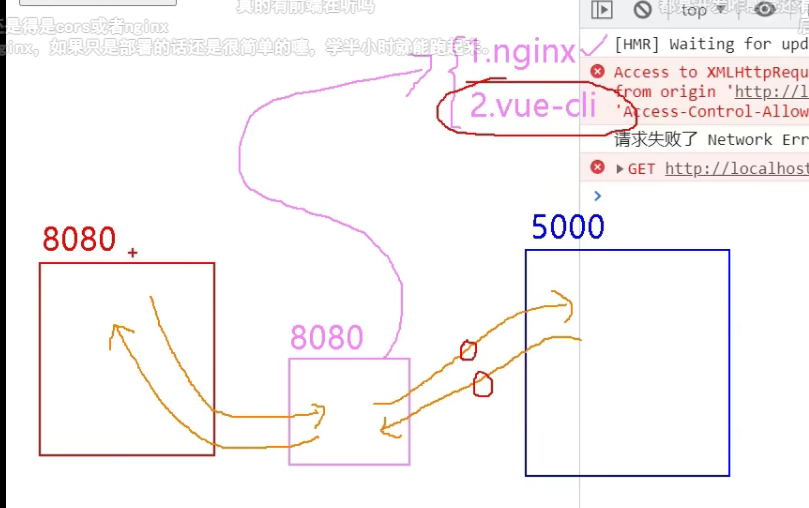 真的有前端在听吗
还是得是cors或者nginx
nginx，如果只是部署的话还是很简单的噻，学半小时就能跑起来。
top
[HMR] Waiting for upd
Access to XMLHttpRequ
from origin 'http://l
'Access-Control-Allow
请求失败了 Network Err
GET http://localhost
1.nginx
2.vue-cli
8080
8080
5000